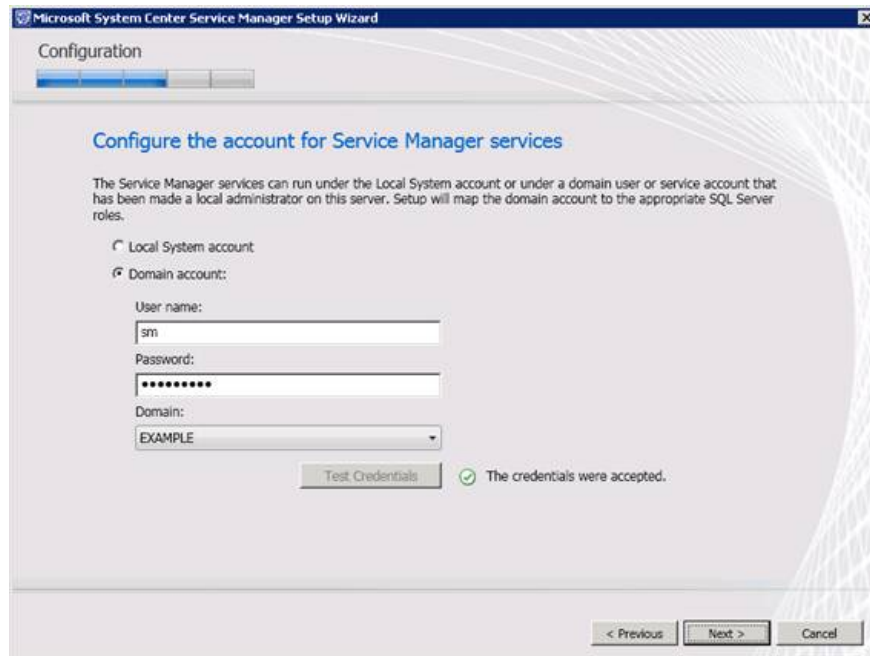 Microsoft System Center Service Manager Setup Wizard
Configuration
Configure the account for Service Manager services
The Service Manager services can run under the Local System account or under a domain user or service account that
has been made a local administrator on this server. Setup will map the domain account to the appropriate SQL Server
roles.
Local System account
Domain account:
User name:
sm
Password:
•••••••••
Domain:
EXAMPLE
Test Credentials The credentials were accepted.
< Previous Next > Cancel